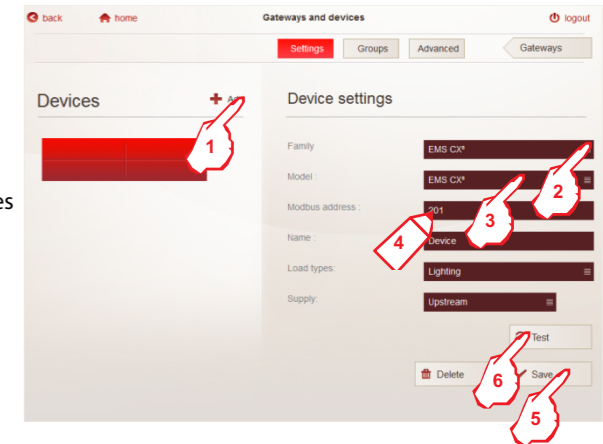 back home Gateways and devices logout
Settings Groups Advanced Gateways
Devices
1
Device settings
Family EMS CX³
2
Model : EMS CX³
3
es
Modbus address : 201
4
Name : Device
Load types: Lighting
Supply: Upstream
Test
6
Delete Save
5